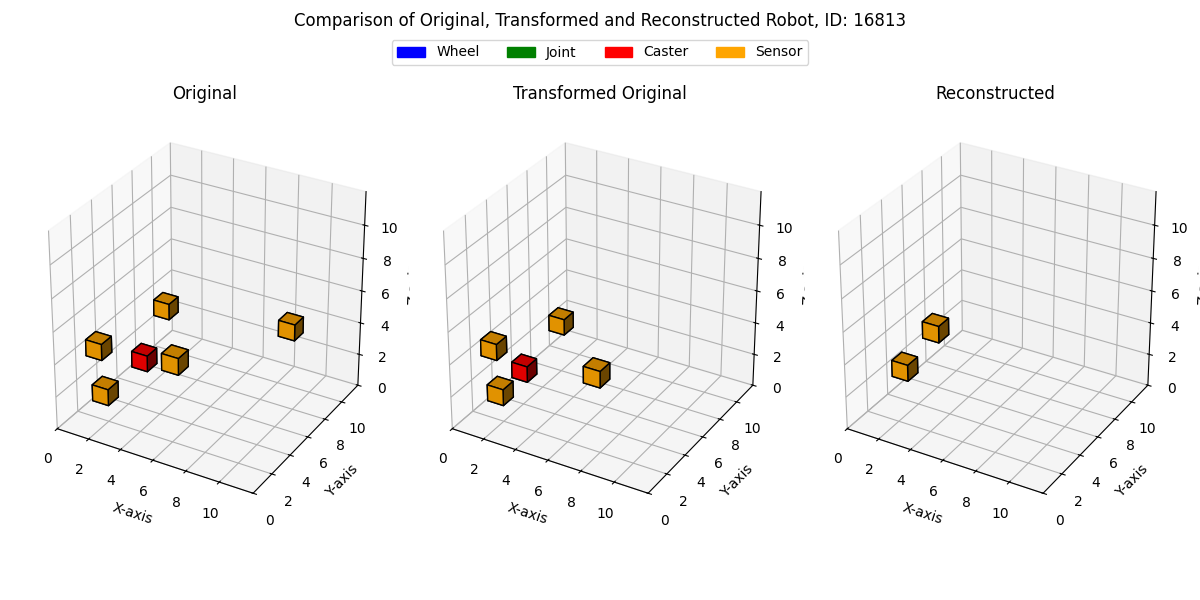 Comparison of Original, Transformed and Reconstructed Robot, ID: 16813
Wheel Joint Caster Sensor
Original
0 2 4 6 8 10
X-axis
0 2 4 6 8 10
Y-axis
0 2 4 6 8 10
Transformed Original
0 2 4 6 8 10
X-axis
0 2 4 6 8 10
Y-axis
0 2 4 6 8 10
Reconstructed
0 2 4 6 8 10
X-axis
0 2 4 6 8 10
Y-axis
0 2 4 6 8 10